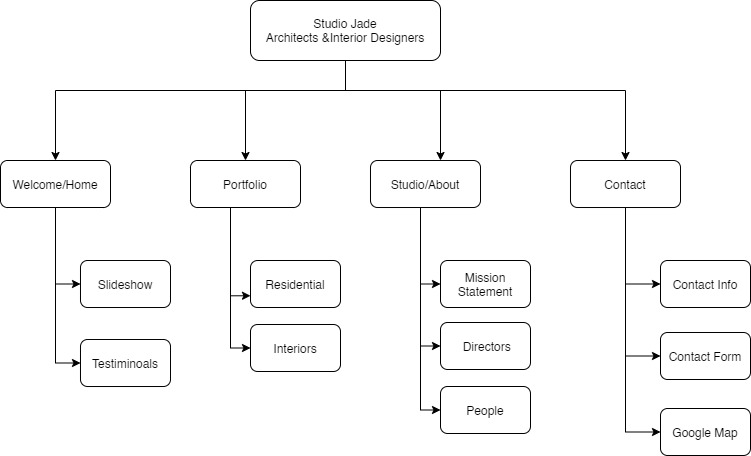 Studio Jade
Architects &Interior Designers
Welcome/Home
Portfolio
Studio/About
Contact
Slideshow
Residential
Mission
Statement
Contact Info
Testiminoals
Interiors
Directors
Contact Form
People
Google Map